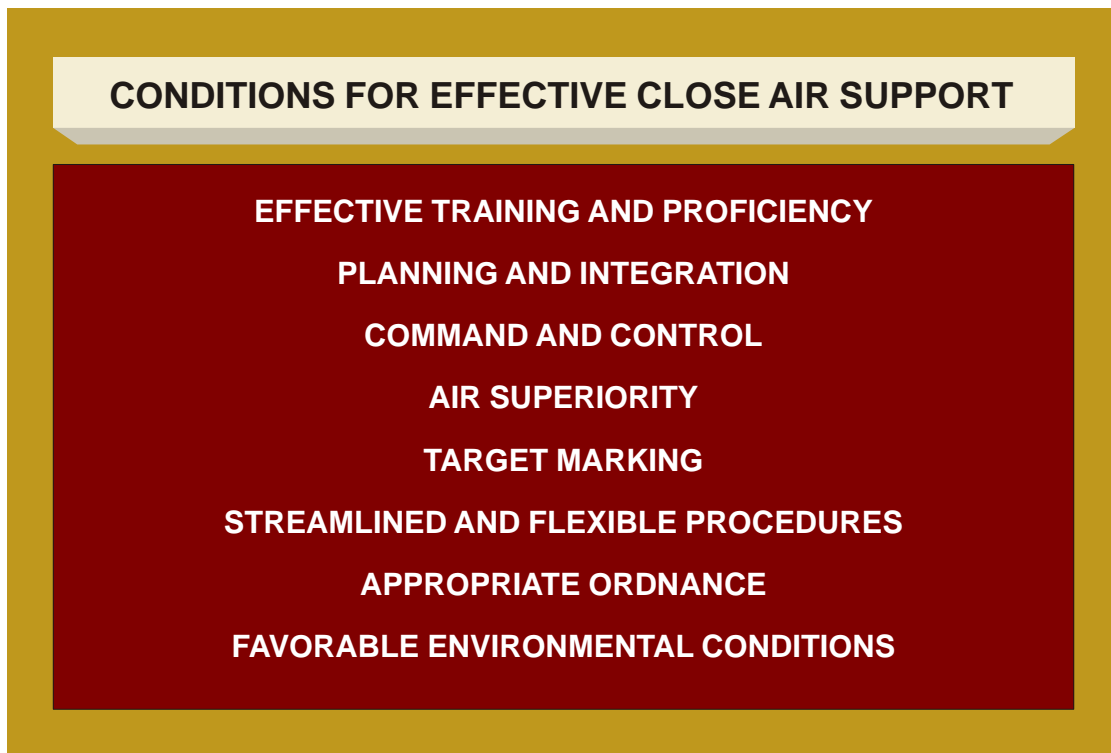 CONDITIONS FOR EFFECTIVE CLOSE AIR SUPPORT
EFFECTIVE TRAINING AND PROFICIENCY
PLANNING AND INTEGRATION
COMMAND AND CONTROL
AIR SUPERIORITY
TARGET MARKING
STREAMLINED AND FLEXIBLE PROCEDURES
APPROPRIATE ORDNANCE
FAVORABLE ENVIRONMENTAL CONDITIONS